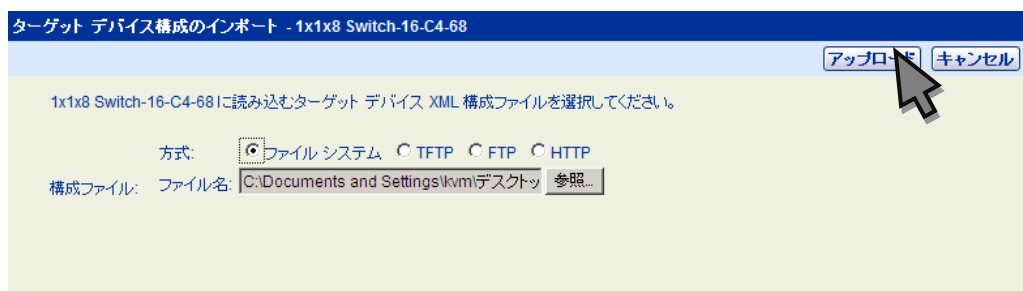 ターゲット デバイス構成のインポート - 1x1x8 Switch-16-C4-68
アップロード キャンセル
1x1x8 Switch-16-C4-68に読み込むターゲット デバイス XML 構成ファイルを選択してください。
方式: ファイル システム TFTP FTP HTTP
構成ファイル: ファイル名: C:\Documents and Settings\kvm\デスクトッ 参照...